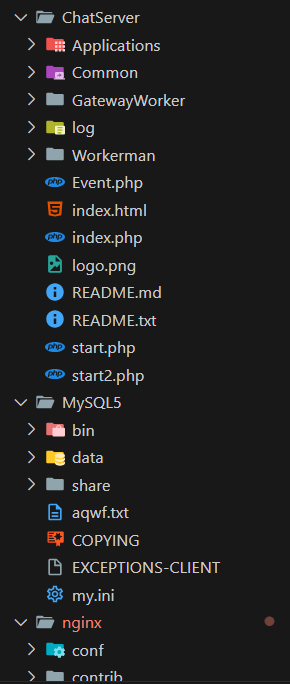 ChatServer
Applications
Common
GatewayWorker
log
Workerman
Event.php
index.html
index.php
logo.png
README.md
README.txt
start.php
start2.php
MySQL5
bin
data
share
aqwf.txt
COPYING
EXCEPTIONS-CLIENT
my.ini
nginx
conf
contrib